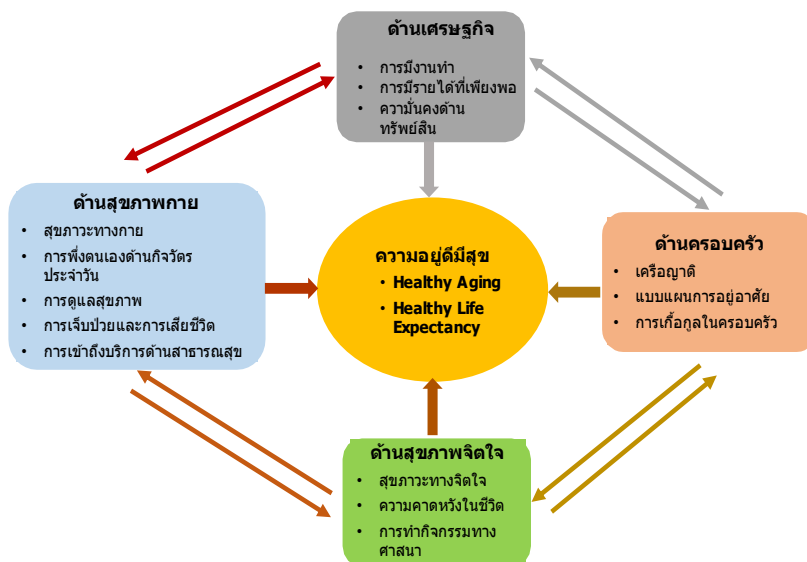 ด้านเศรษฐกิจ
• การมีงานทำ
• การมีรายได้ที่เพียงพอ
• ความั่นคงด้าน
ทรัพย์สิน
ด้านสุขภาพกาย
• สุขภาวะทางกาย
• การพึ่งตนเองด้านกิจวัตร
ประจำวัน
• การดูแลสุขภาพ
• การเจ็บป่วยและการเสียชีวิต
• การเข้าถึงบริการด้านสาธารณสุข
ความอยู่ดีมีสุข
• Healthy Aging
• Healthy Life
Expectancy
ด้านครอบครัว
• เครือญาติ
• แบบแผนการอยู่อาศัย
• การเกื้อกูลในครอบครัว
ด้านสุขภาพจิตใจ
• สุขภาวะทางจิตใจ
• ความคาดหวังในชีวิต
• การทำกิจกรรมทาง
ศาสนา